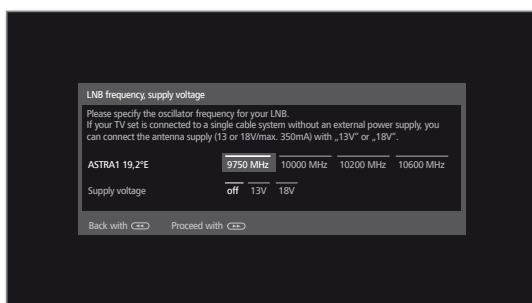 LNB frequency, supply voltage
Please specify the oscillator frequency for your LNB.
If your TV set is connected to a single cable system without an external power supply, you
can connect the antenna supply (13 or 18V/max. 350mA) with „13V” or „18V”.
ASTRA1 19,2°E 9750 MHz 10000 MHz 10200 MHz 10600 MHz
Supply voltage off 13V 18V
Back with Proceed with